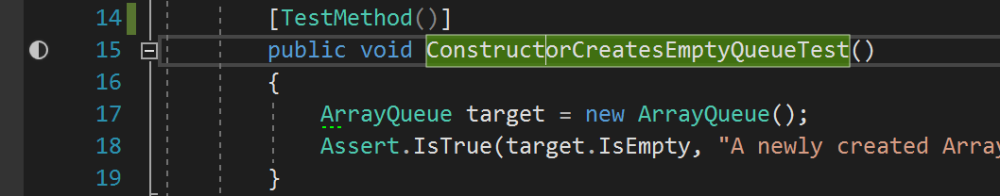 14 [TestMethod()]
15 public void ConstructorCreatesEmptyQueueTest()
16 {
17 ArrayQueue target = new ArrayQueue();
18 Assert.IsTrue(target.IsEmpty, "A newly created Array
19 }